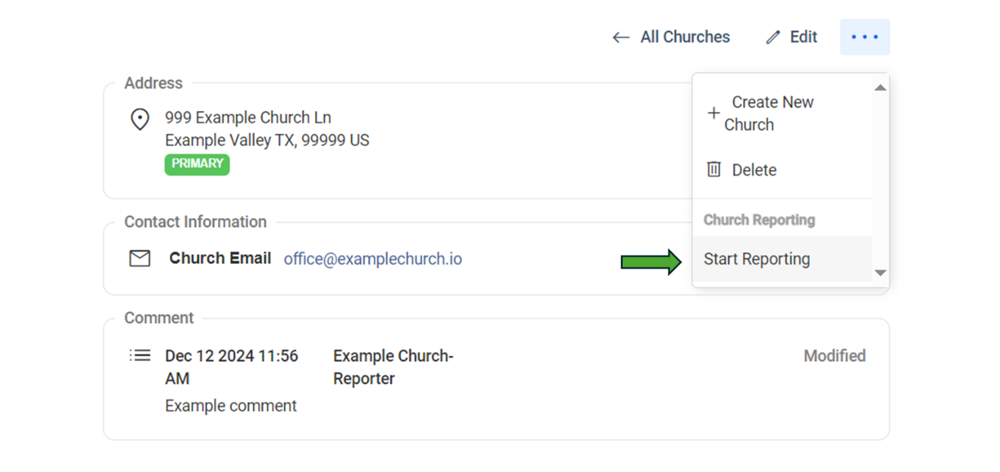 All Churches
Edit
Address
999 Example Church Ln
Example Valley TX, 99999 US
PRIMARY
Create New
Church
Delete
Church Reporting
Start Reporting
Contact Information
Church Email office@examplechurch.io
Comment
Dec 12 2024 11:56
AM
Example Church-
Reporter
Modified
Example comment